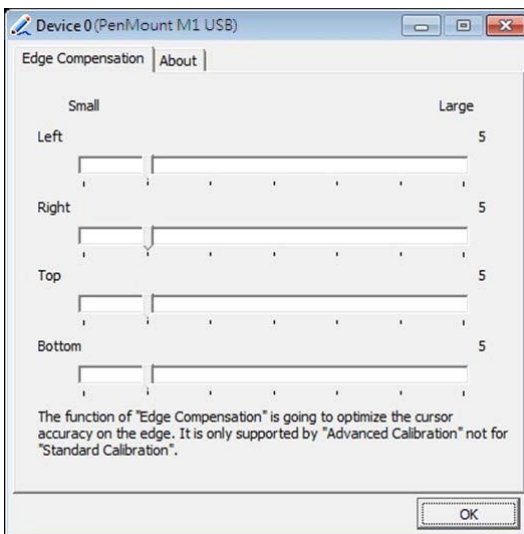 Device 0 (PenMount M1 USB)
Edge Compensation About
Small Large
Left 5
Right 5
Top 5
Bottom 5
The function of "Edge Compensation" is going to optimize the cursor
accuracy on the edge. It is only supported by "Advanced Calibration" not for
"Standard Calibration".
OK